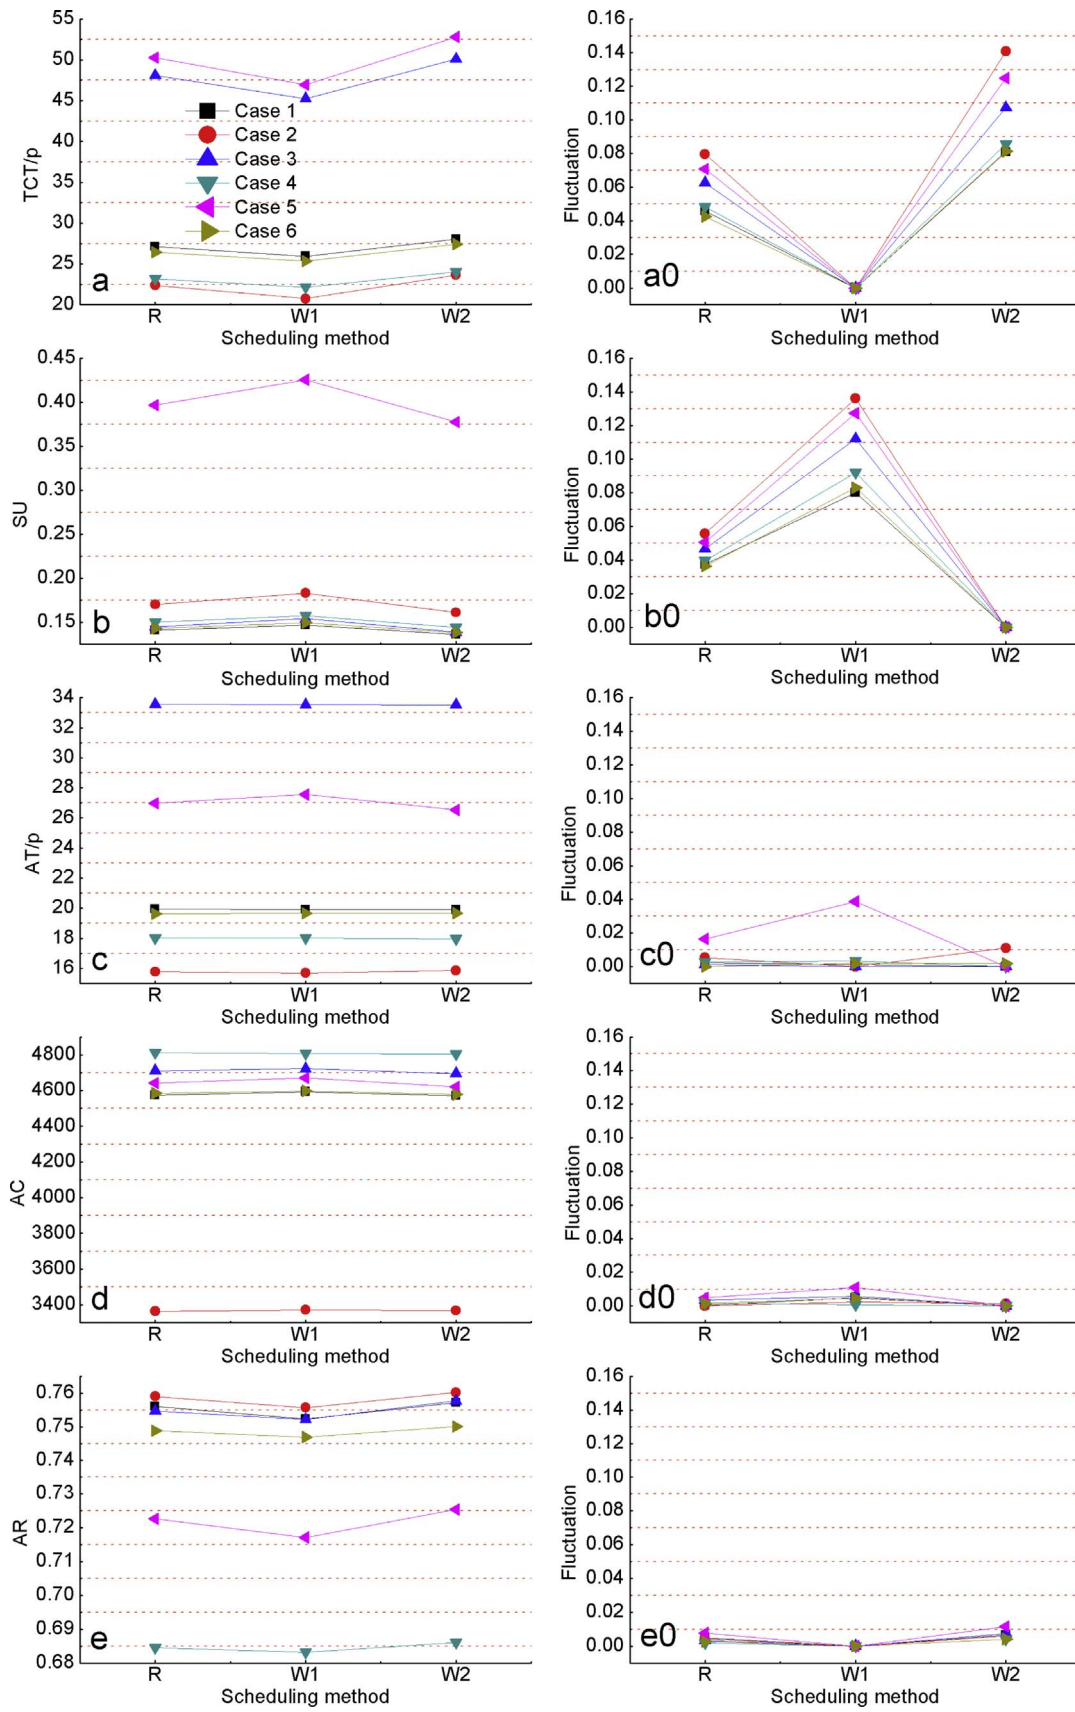 55
50
45
40
35
30
25
20
TCT/p
Case 1
Case 2
Case 3
Case 4
Case 5
Case 6
a
R W1 W2
Scheduling method
0.16
0.14
0.12
0.10
0.08
0.06
0.04
0.02
0.00
Fluctuation
a0
R W1 W2
Scheduling method
0.45
0.40
0.35
0.30
0.25
0.20
0.15
SU
b
R W1 W2
Scheduling method
0.16
0.14
0.12
0.10
0.08
0.06
0.04
0.02
0.00
Fluctuation
b0
R W1 W2
Scheduling method
34
32
30
28
26
24
22
20
18
16
AT/p
c
R W1 W2
Scheduling method
0.16
0.14
0.12
0.10
0.08
0.06
0.04
0.02
0.00
Fluctuation
c0
R W1 W2
Scheduling method
4800
4600
4400
4200
4000
3800
3600
3400
AC
d
R W1 W2
Scheduling method
0.16
0.14
0.12
0.10
0.08
0.06
0.04
0.02
0.00
Fluctuation
d0
R W1 W2
Scheduling method
0.76
0.75
0.74
0.73
0.72
0.71
0.70
0.69
0.68
AR
e
R W1 W2
Scheduling method
0.16
0.14
0.12
0.10
0.08
0.06
0.04
0.02
0.00
Fluctuation
e0
R W1 W2
Scheduling method